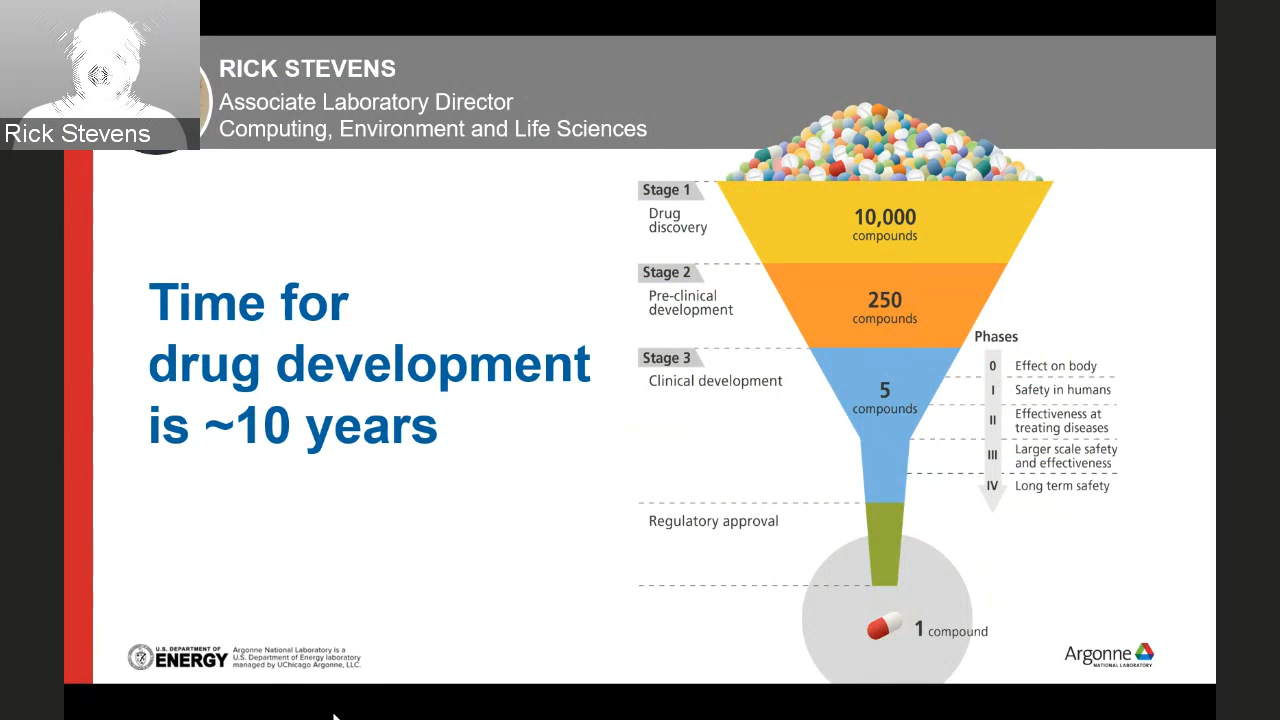 Rick Stevens
RICK STEVENS
Associate Laboratory Director
Computing, Environment and Life Sciences
Time for
drug development
is ~10 years
Stage 1
Drug
discovery
10,000
compounds
Stage 2
Pre-clinical
development
250
compounds
Stage 3
Clinical development
5
compounds
Phases
0 Effect on body
I Safety in humans
II Effectiveness at
treating diseases
III Larger scale safety
and effectiveness
IV Long term safety
Regulatory approval
1 compound
U.S. DEPARTMENT OF
ENERGY
Argonne National Laboratory is a
U.S. Department of Energy laboratory
managed by UChicago Argonne, LLC.
Argonne
NATIONAL LABORATORY